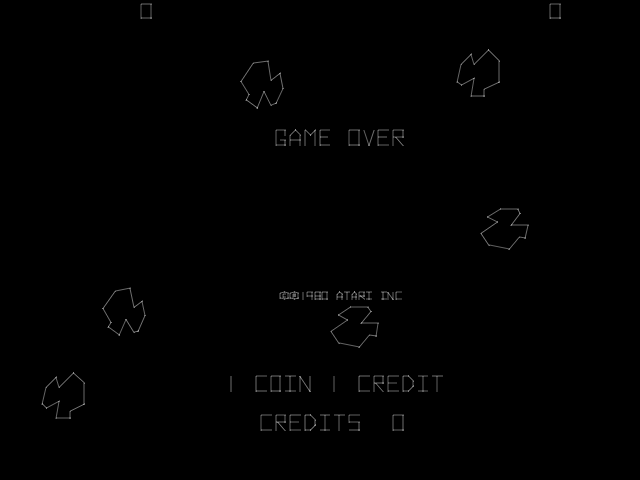 0 0
GAME OVER
©℗1980 ATARI INC
1 COIN 1 CREDIT
CREDITS 0